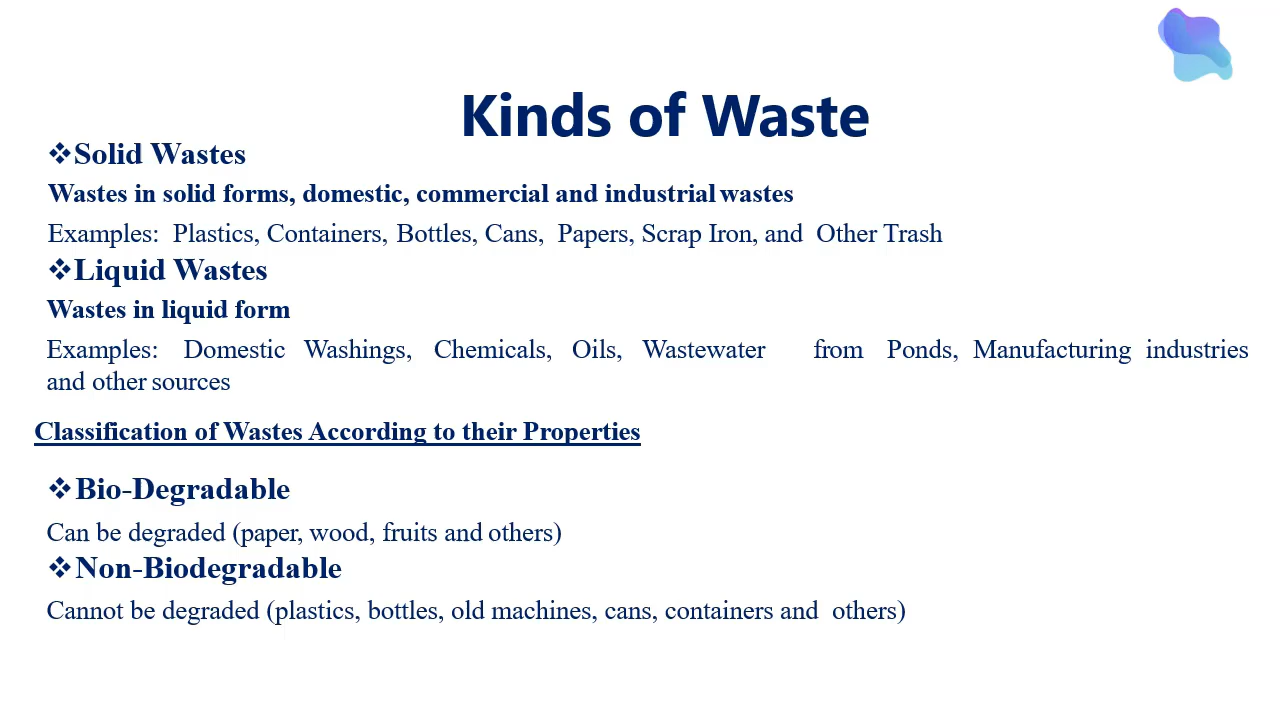 Kinds of Waste
❖Solid Wastes
Wastes in solid forms, domestic, commercial and industrial wastes
Examples: Plastics, Containers, Bottles, Cans, Papers, Scrap Iron, and Other Trash
❖Liquid Wastes
Wastes in liquid form
Examples: Domestic Washings, Chemicals, Oils, Wastewater from Ponds, Manufacturing industries
and other sources
Classification of Wastes According to their Properties
❖Bio-Degradable
Can be degraded (paper, wood, fruits and others)
❖Non-Biodegradable
Cannot be degraded (plastics, bottles, old machines, cans, containers and others)